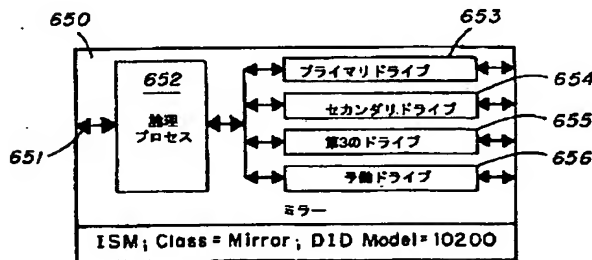 650
653
652
論理
プロセス
651
プライマリドライブ
654
セカンダリドライブ
655
第3のドライブ
656
予備ドライブ
ミラー
ISM; Class = Mirror; DID Model = 10200